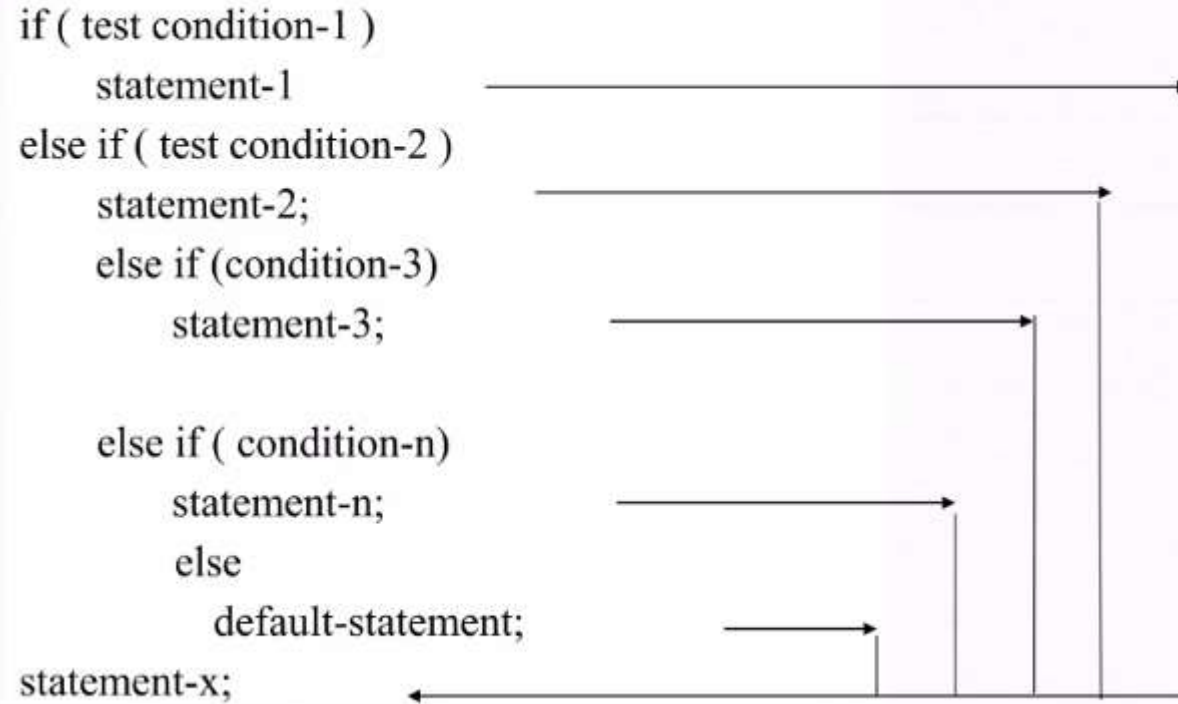 if ( test condition-1 )
statement-1
else if ( test condition-2 )
statement-2;
else if (condition-3)
statement-3;
else if ( condition-n)
statement-n;
else
default-statement;
statement-x;